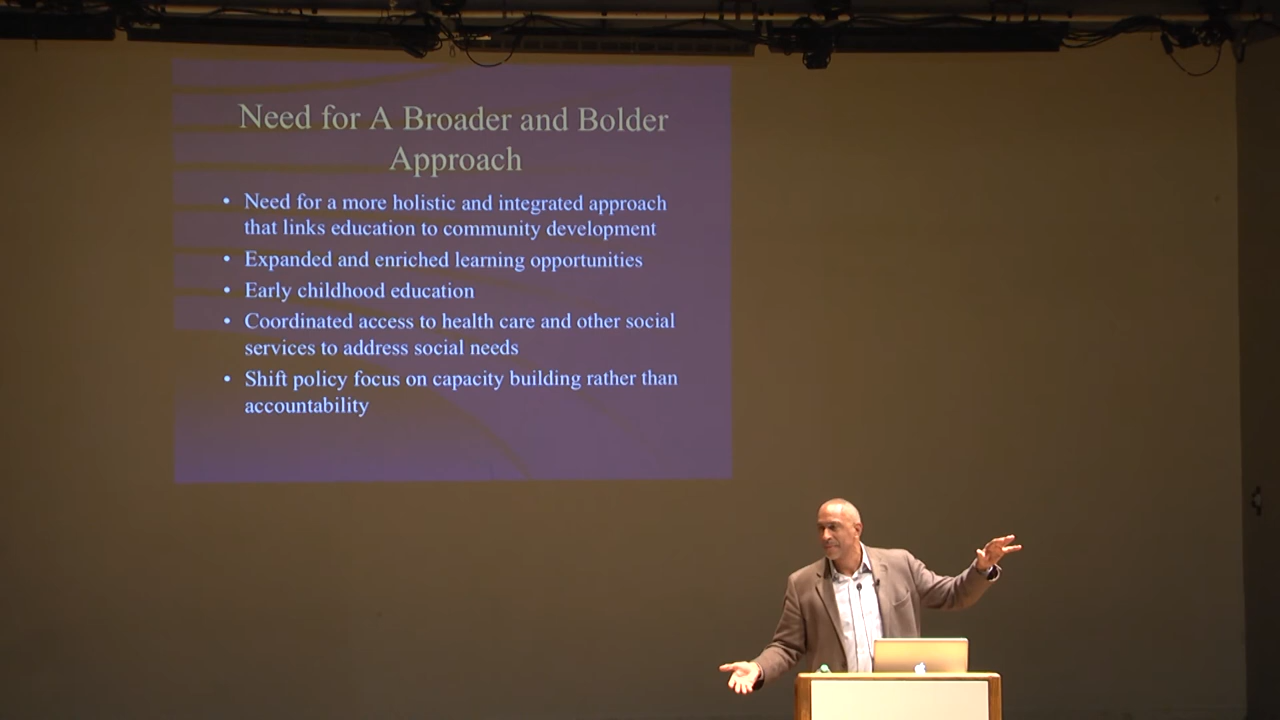 Need for A Broader and Bolder
Approach
• Need for a more holistic and integrated approach
that links education to community development
• Expanded and enriched learning opportunities
• Early childhood education
• Coordinated access to health care and other social
services to address social needs
• Shift policy focus on capacity building rather than
accountability